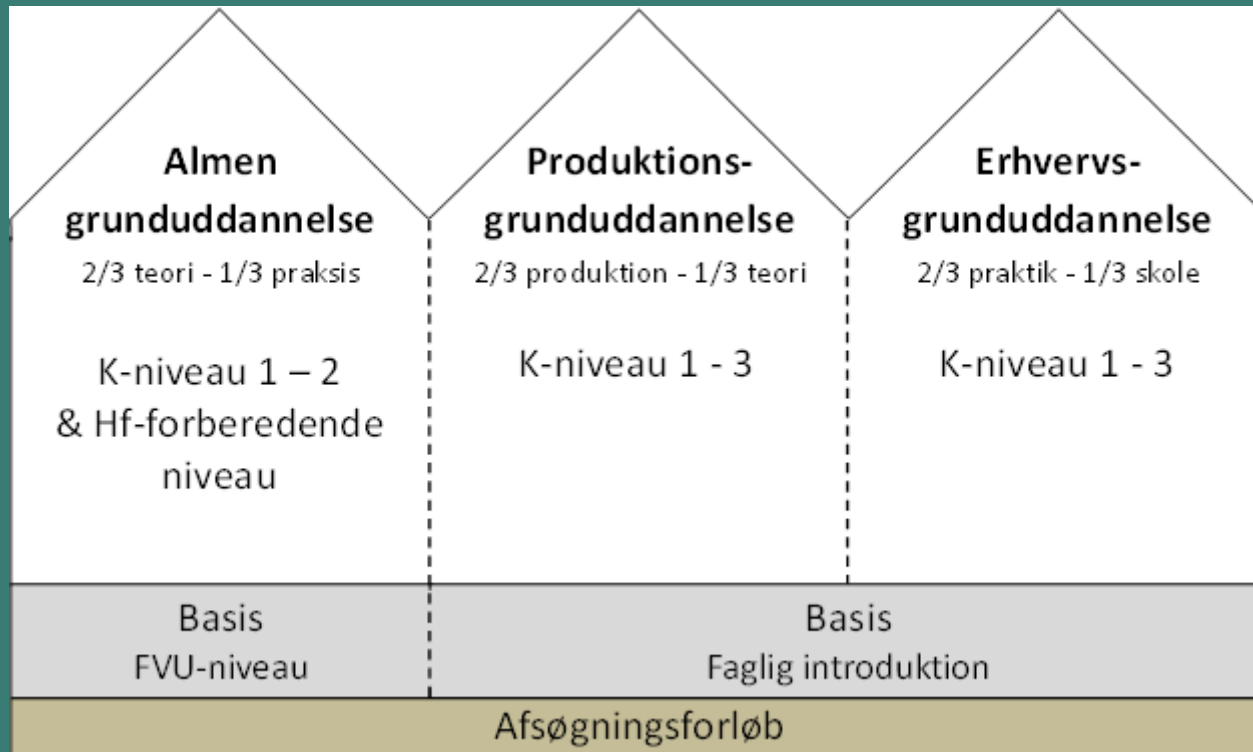 Almen
grunduddannelse
2/3 teori - 1/3 praksis
K-niveau 1 – 2
& Hf-forberedende
niveau
Produktions-
grunduddannelse
2/3 produktion - 1/3 teori
K-niveau 1 - 3
Erhvervs-
grunduddannelse
2/3 praktik - 1/3 skole
K-niveau 1 - 3
Basis
FVU-niveau
Basis
Faglig introduktion
Afsøgningsforløb